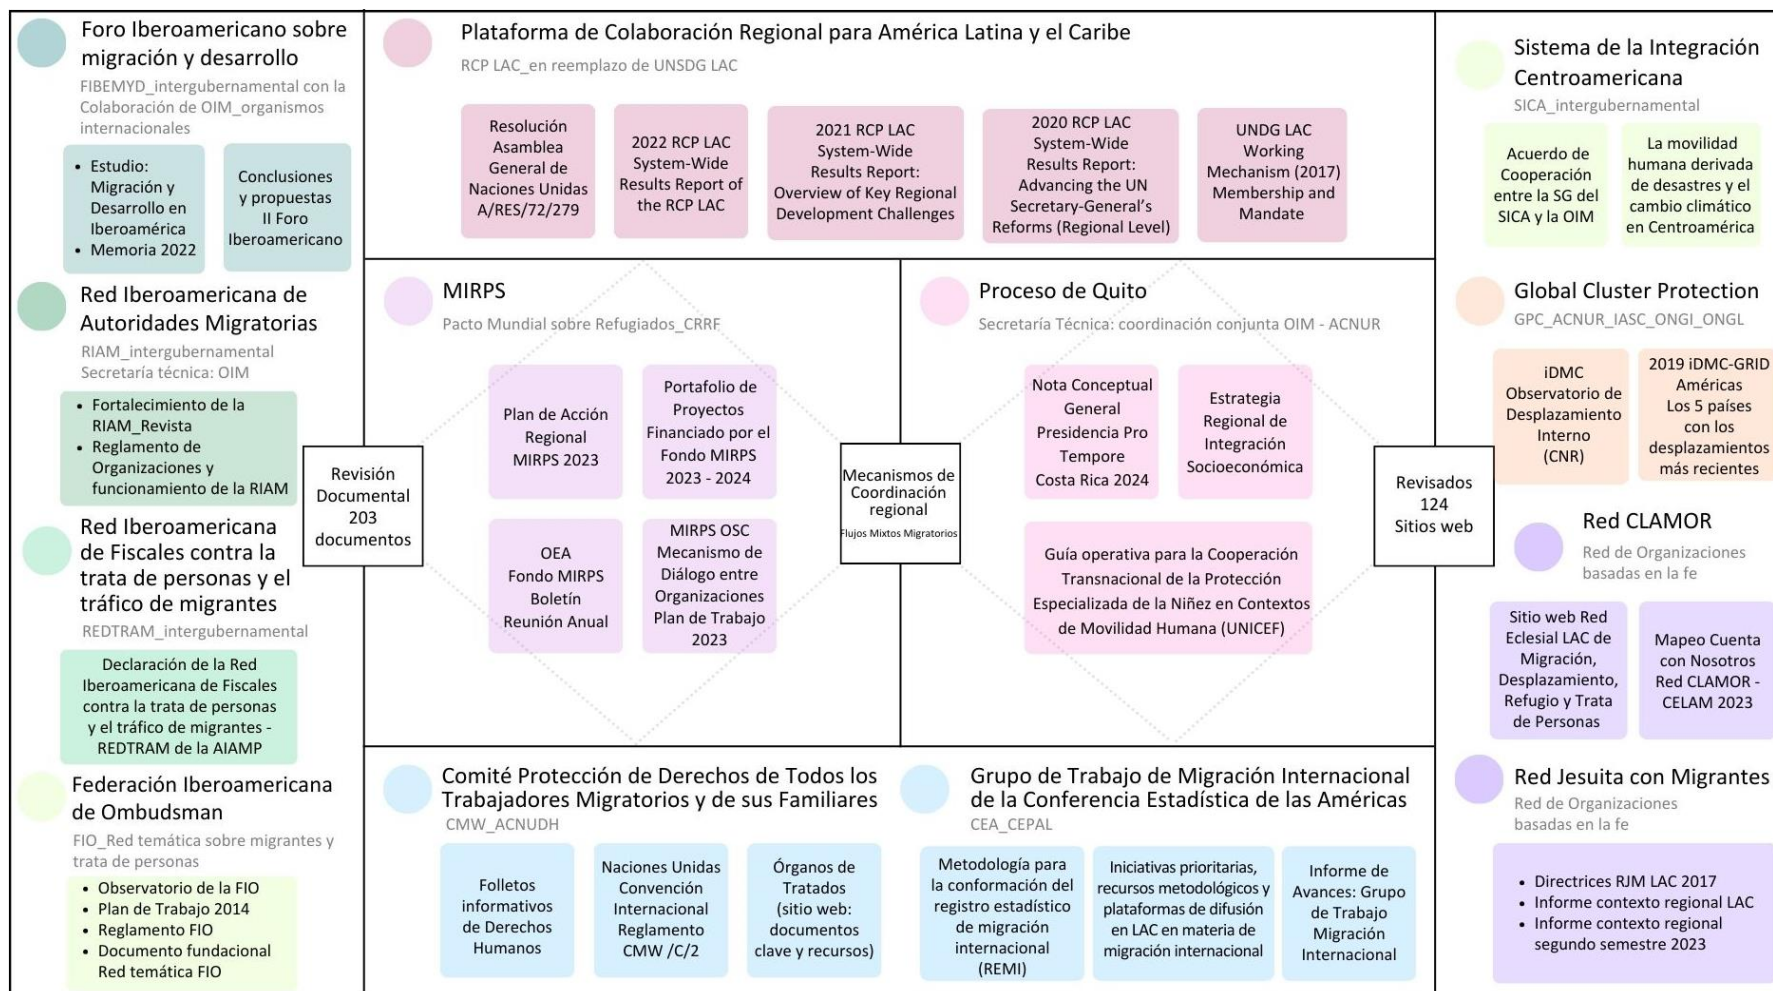 Foro Iberoamericano sobre
migración y desarrollo
FIBEMYD_intergubernamental con la
Colaboración de OIM_organismos
internacionales
• Estudio:
Migración y
Desarrollo en
Iberoamérica
• Memoria 2022
Conclusiones
y propuestas
II Foro
Iberoamericano
Red Iberoamericana de
Autoridades Migratorias
RIAM_intergubernamental
Secretaría técnica: OIM
• Fortalecimiento de la
RIAM_Revista
• Reglamento de
Organizaciones y
funcionamiento de la RIAM
Red Iberoamericana
de Fiscales contra la
trata de personas y el
tráfico de migrantes
REDTRAM_intergubernamental
Declaración de la Red
Iberoamericana de Fiscales
contra la trata de personas
y el tráfico de migrantes -
REDTRAM de la AIAMP
Federación Iberoamericana
de Ombudsman
FIO_Red temática sobre migrantes y
trata de personas
• Observatorio de la FIO
• Plan de Trabajo 2014
• Reglamento FIO
• Documento fundacional
Red temática FIO
Revisión
Documental
203
documentos
Plataforma de Colaboración Regional para América Latina y el Caribe
RCP LAC_en reemplazo de UNSDG LAC
Resolución
Asamblea
General de
Naciones Unidas
A/RES/72/279
2022 RCP LAC
System-Wide
Results Report of
the RCP LAC
2021 RCP LAC
System-Wide
Results Report:
Overview of Key Regional
Development Challenges
2020 RCP LAC
System-Wide
Results Report:
Advancing the UN
Secretary-General's
Reforms (Regional Level)
UNDG LAC
Working
Mechanism (2017)
Membership and
Mandate
MIRPS
Pacto Mundial sobre Refugiados_CRRF
Plan de Acción
Regional
MIRPS 2023
Portafolio de
Proyectos
Financiado por el
Fondo MIRPS
2023 - 2024
OEA
Fondo MIRPS
Boletín
Reunión Anual
MIRPS OSC
Mecanismo de
Diálogo entre
Organizaciones
Plan de Trabajo
2023
Mecanismos de
Coordinación
regional
Flujos Mixtos Migratorios
Proceso de Quito
Secretaría Técnica: coordinación conjunta OIM - ACNUR
Nota Conceptual
General
Presidencia Pro
Tempore
Costa Rica 2024
Estrategia
Regional de
Integración
Socioeconómica
Guía operativa para la Cooperación
Transnacional de la Protección
Especializada de la Niñez en Contextos
de Movilidad Humana (UNICEF)
Comité Protección de Derechos de Todos los
Trabajadores Migratorios y de sus Familiares
CMW_ACNUDH
Folletos
informativos
de Derechos
Humanos
Naciones Unidas
Convención
Internacional
Reglamento
CMW /C/2
Órganos de
Tratados
(sitio web:
documentos
clave y recursos)
Grupo de Trabajo de Migración Internacional
de la Conferencia Estadística de las Américas
CEA_CEPAL
Metodología para
la conformación del
registro estadístico
de migración
internacional
(REMI)
Iniciativas prioritarias,
recursos metodológicos y
plataformas de difusión
en LAC en materia de
migración internacional
Informe de
Avances: Grupo
de Trabajo
Migración
Internacional
Revisados
124
Sitios web
Sistema de la Integración
Centroamericana
SICA_intergubernamental
Acuerdo de
Cooperación
entre la SG del
SICA y la OIM
La movilidad
humana derivada
de desastres y el
cambio climático
en Centroamérica
Global Cluster Protection
GPC_ACNUR_IASC_ONGI_ONGL
iDMC
Observatorio de
Desplazamiento
Interno
(CNR)
2019 iDMC-GRID
Américas
Los 5 países
con los
desplazamientos
más recientes
Red CLAMOR
Red de Organizaciones
basadas en la fe
Sitio web Red
Eclesial LAC de
Migración,
Desplazamiento,
Refugio y Trata
de Personas
Mapeo Cuenta
con Nosotros
Red CLAMOR -
CELAM 2023
Red Jesuita con Migrantes
Red de Organizaciones
basadas en la fe
• Directrices RJM LAC 2017
• Informe contexto regional LAC
• Informe contexto regional
segundo semestre 2023